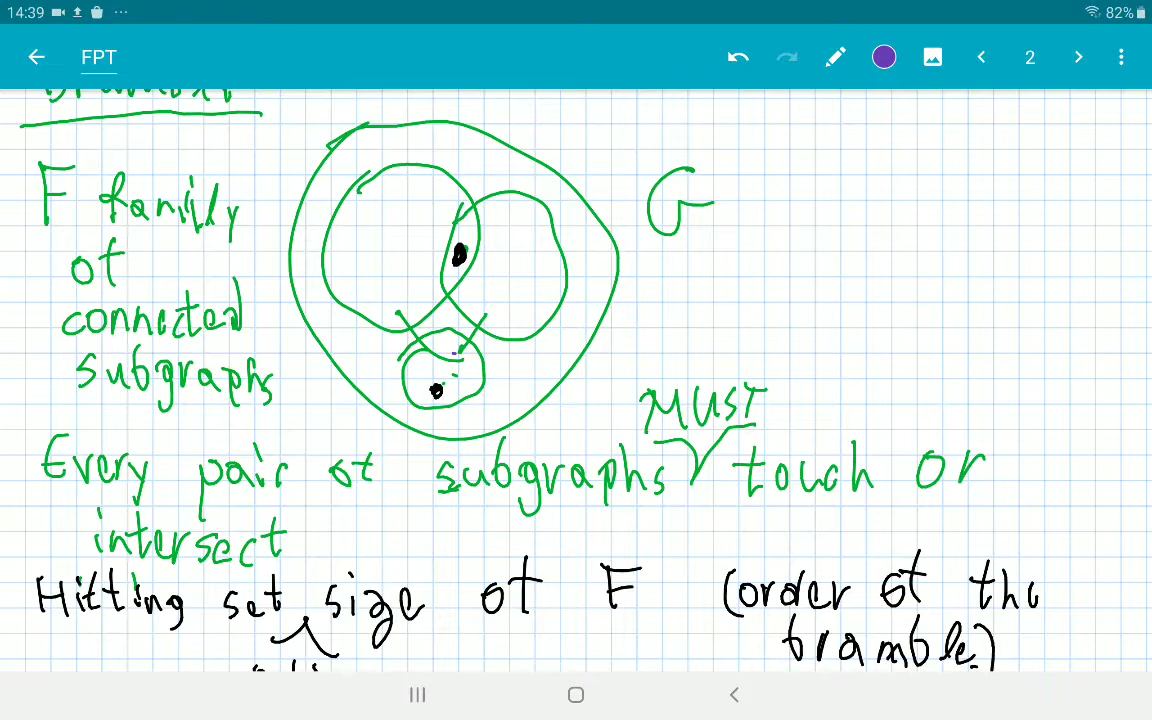 14:39 ... 82%
FPT 2
F family
of
connected
subgraphs
G
MUST
Every pair of subgraphs touch or
intersect
Hitting set size of F (order of the
bramble)